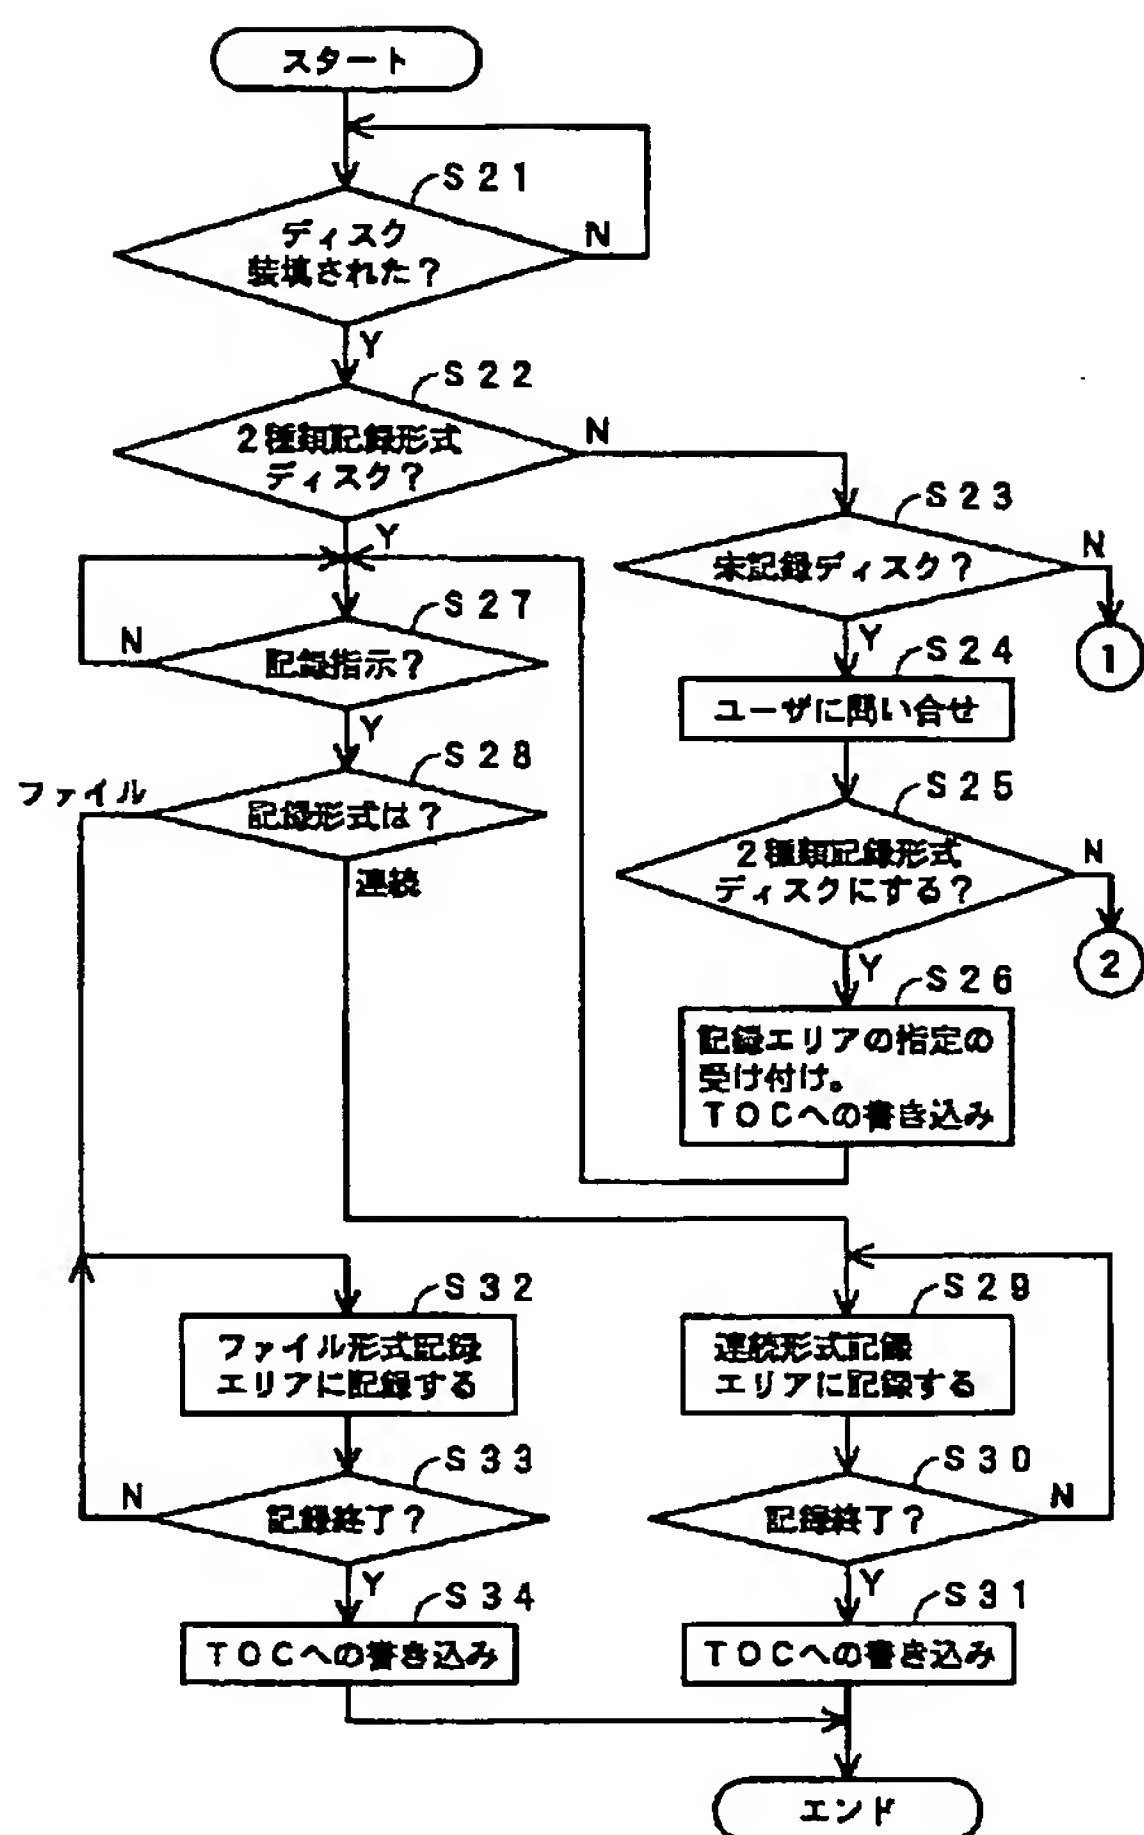 スタート
S21
ディスク
装填された？
N
Y
S22
2種類記録形式
ディスク？
N
Y
S23
未記録ディスク？
N
1
Y
S24
ユーザに問い合せ
S25
2種類記録形式
ディスクにする？
N
2
Y
S26
記録エリアの指定の
受け付け。
TOCへの書き込み
S27
記録指示？
N
Y
S28
記録形式は？
ファイル
連続
S32
ファイル形式記録
エリアに記録する
S33
記録終了？
N
Y
S34
TOCへの書き込み
S29
連続形式記録
エリアに記録する
S30
記録終了？
N
Y
S31
TOCへの書き込み
エンド